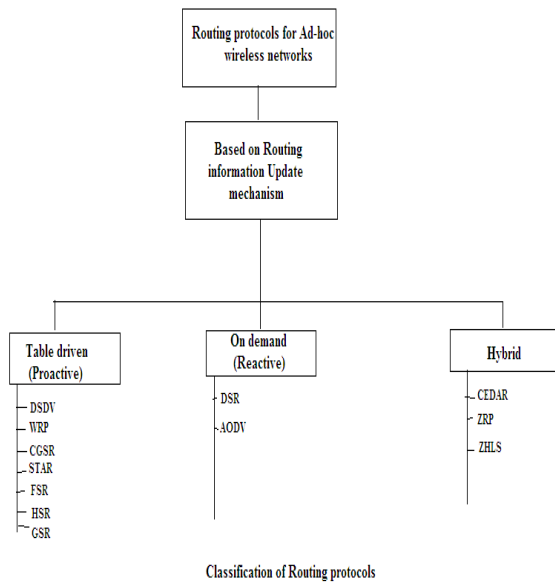 Routing protocols for Ad-hoc
wireless networks
Based on Routing
information Update
mechanism
Table driven
(Proactive)
DSDV
WRP
CGSR
STAR
FSR
HSR
GSR
On demand
(Reactive)
DSR
AODV
Hybrid
CEDAR
ZRP
ZHLS
Classification of Routing protocols